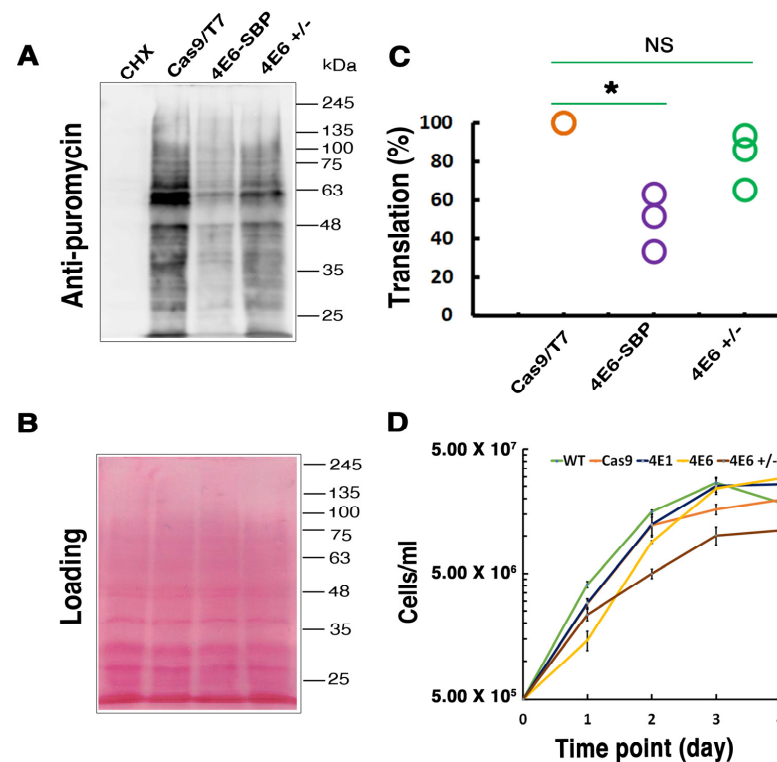 A
CHX
Cas9/T7
4E6-SBP
4E6 +/-
kDa
245
135
100
75
63
48
35
25
Anti-puromycin
B
245
135
100
75
63
48
35
25
Loading
C
NS
*
100
80
60
40
20
0
Translation (%)
Cas9/T7
4E6-SBP
4E6 +/-
D
5.00 X 10⁷
5.00 X 10⁶
5.00 X 10⁵
WT Cas9 4E1 4E6 4E6 +/-
Cells/ml
0 1 2 3
Time point (day)